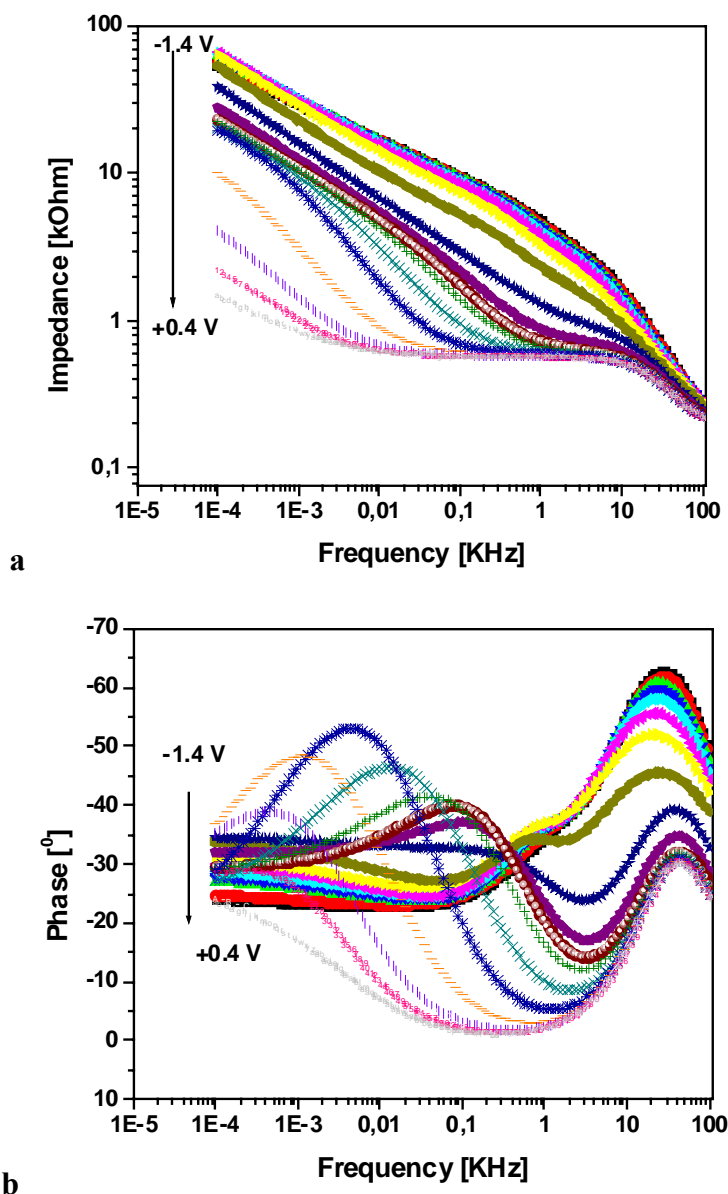 100
-1.4 V
10
1
+0.4 V
0,1
Impedance [kOhm]
1E-5 1E-4 1E-3 0,01 0,1 1 10 100
Frequency [KHz]
a
-70
-60
-50
-1.4 V
-40
-30
-20
+0.4 V
-10
0
10
Phase [⁰]
1E-5 1E-4 1E-3 0,01 0,1 1 10 100
Frequency [KHz]
b